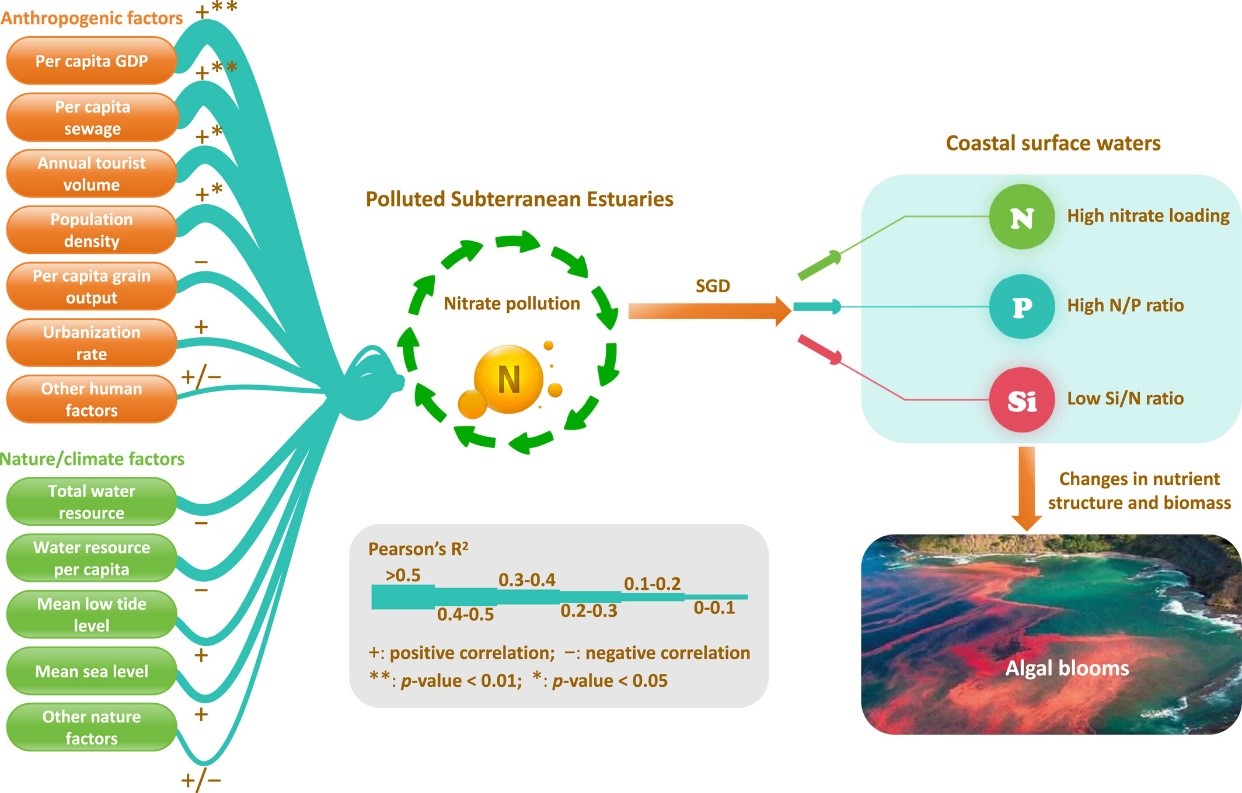 Anthropogenic factors
+**
Per capita GDP
+**
Per capita
sewage
+*
Annual tourist
volume
+*
Population
density
−
Per capita grain
output
+
Urbanization
rate
+/−
Other human
factors
Nature/climate factors
Total water
resource
−
Water resource
per capita
−
Mean low tide
level
+
Mean sea level
+
Other nature
factors
+/−
Polluted Subterranean Estuaries
Nitrate pollution
N
SGD
Coastal surface waters
N High nitrate loading
P High N/P ratio
Si Low Si/N ratio
Changes in nutrient
structure and biomass
Algal blooms
Pearson’s R²
>0.5
0.4-0.5
0.3-0.4
0.2-0.3
0.1-0.2
0-0.1
+: positive correlation; −: negative correlation
**: p-value < 0.01; *: p-value < 0.05